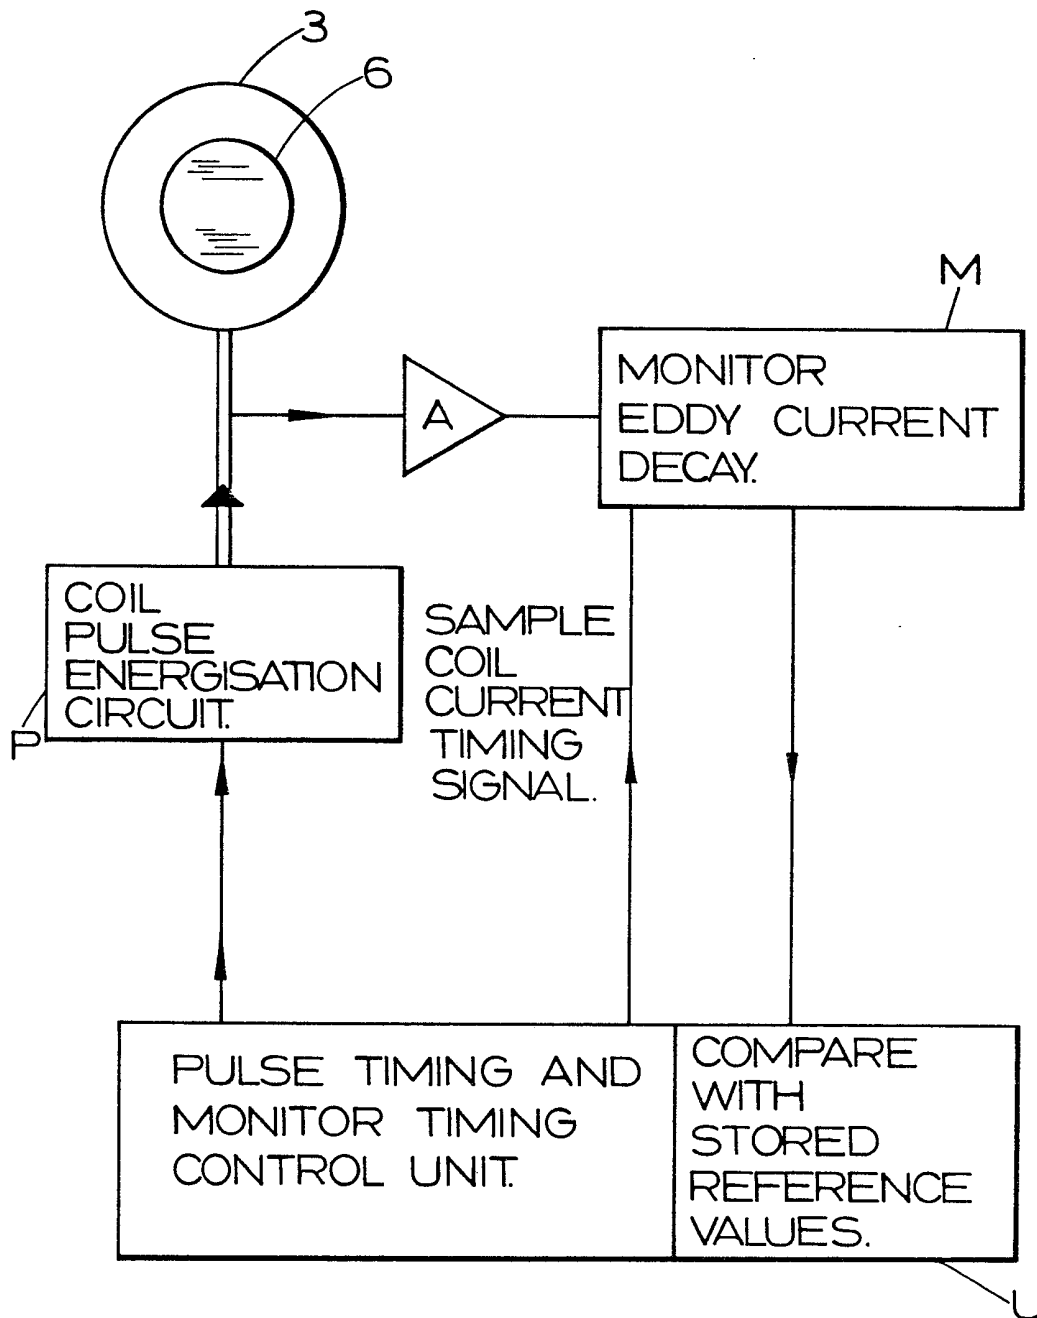 3
6
M
MONITOR
EDDY CURRENT
DECAY.
A
COIL
PULSE
ENERGISATION
CIRCUIT.
P
SAMPLE
COIL
CURRENT
TIMING
SIGNAL.
PULSE TIMING AND
MONITOR TIMING
CONTROL UNIT.
COMPARE
WITH
STORED
REFERENCE
VALUES.
U